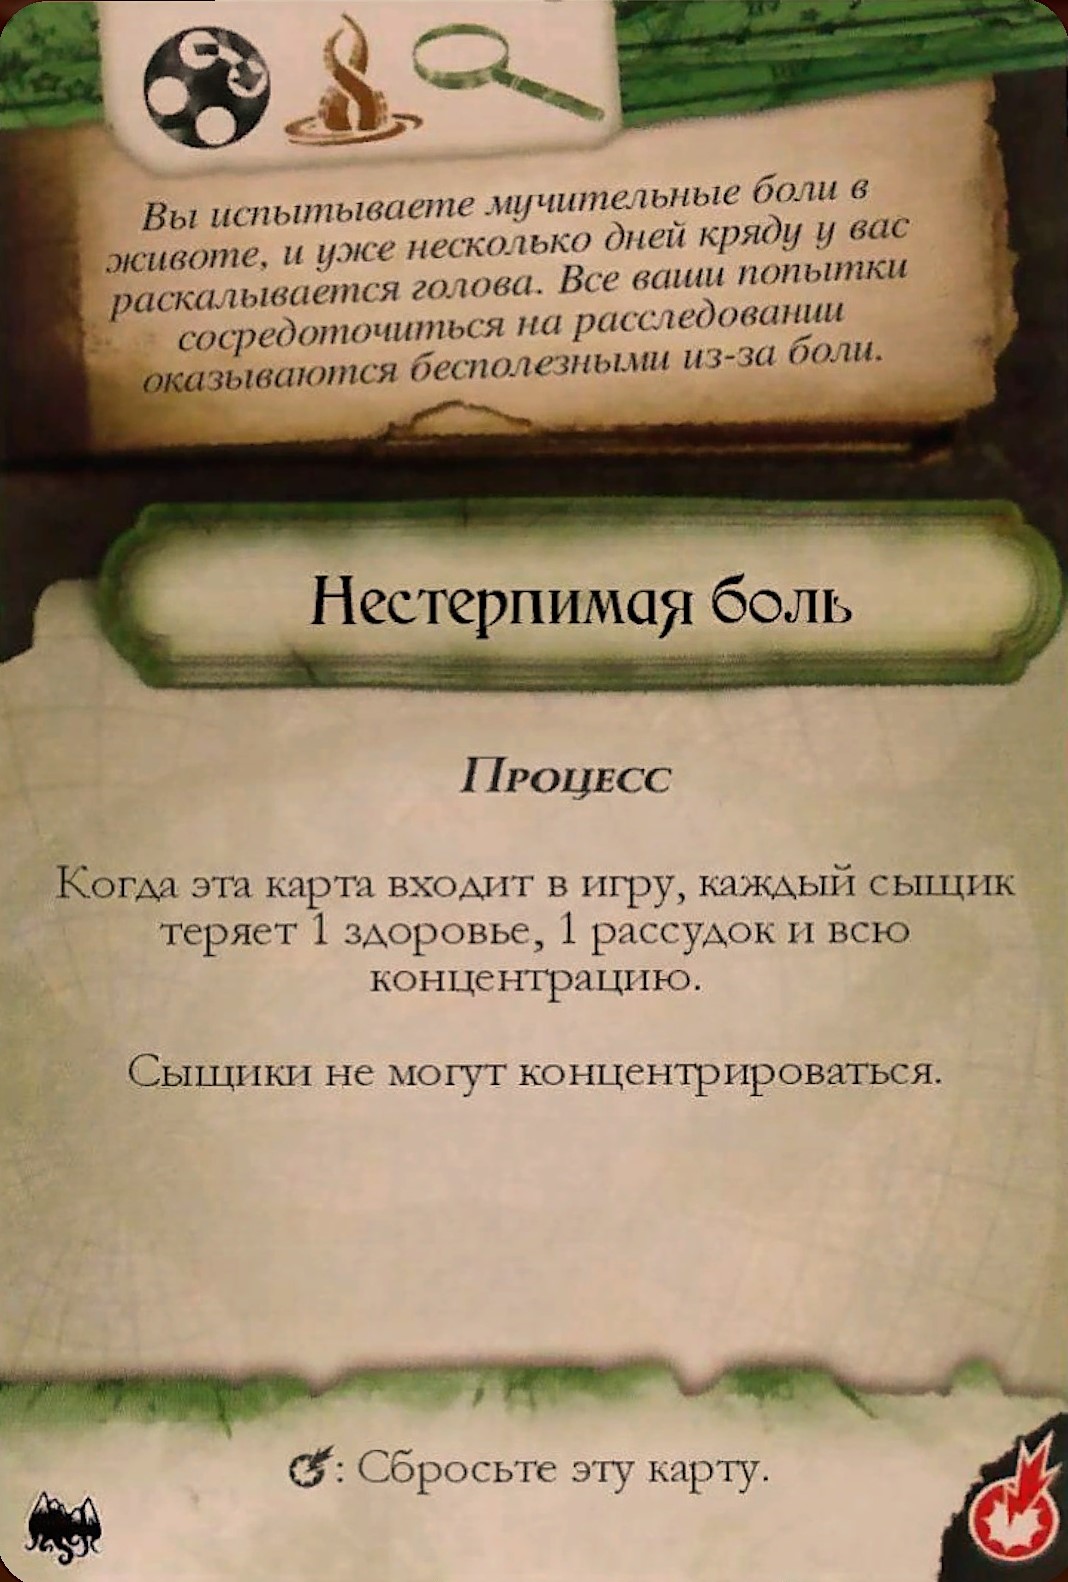 Вы испытываете мучительные боли в
животе, и уже несколько дней кряду у вас
раскалывается голова. Все ваши попытки
сосредоточиться на расследовании
оказываются бесполезными из-за боли.
Нестерпимая боль
Процесс
Когда эта карта входит в игру, каждый сыщик
теряет 1 здоровье, 1 рассудок и всю
концентрацию.
Сыщики не могут концентрироваться.
: Сбросьте эту карту.